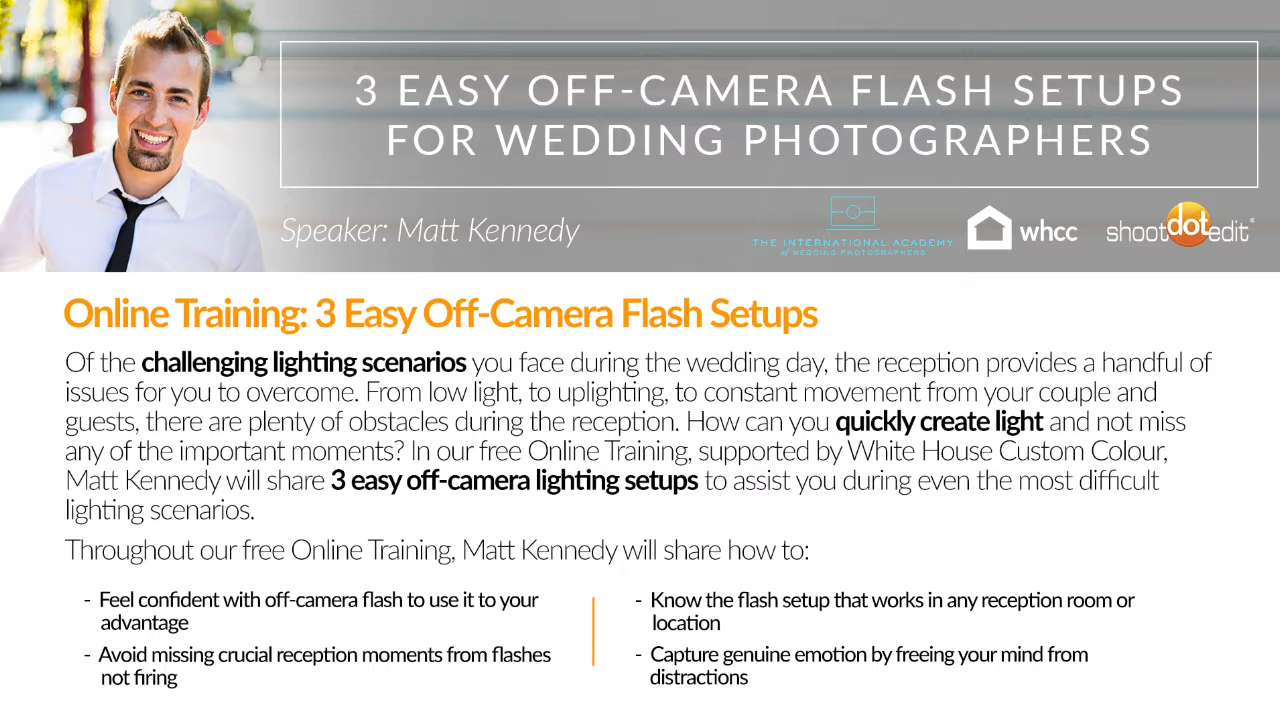 3 EASY OFF-CAMERA FLASH SETUPS
FOR WEDDING PHOTOGRAPHERS
Speaker: Matt Kennedy
THE INTERNATIONAL ACADEMY
of WEDDING PHOTOGRAPHERS
whcc
shootdotedit®
Online Training: 3 Easy Off-Camera Flash Setups
Of the challenging lighting scenarios you face during the wedding day, the reception provides a handful of
issues for you to overcome. From low light, to uplighting, to constant movement from your couple and
guests, there are plenty of obstacles during the reception. How can you quickly create light and not miss
any of the important moments? In our free Online Training, supported by White House Custom Colour,
Matt Kennedy will share 3 easy off-camera lighting setups to assist you during even the most difficult
lighting scenarios.
Throughout our free Online Training, Matt Kennedy will share how to:
- Feel confident with off-camera flash to use it to your
advantage
- Avoid missing crucial reception moments from flashes
not firing
- Know the flash setup that works in any reception room or
location
- Capture genuine emotion by freeing your mind from
distractions